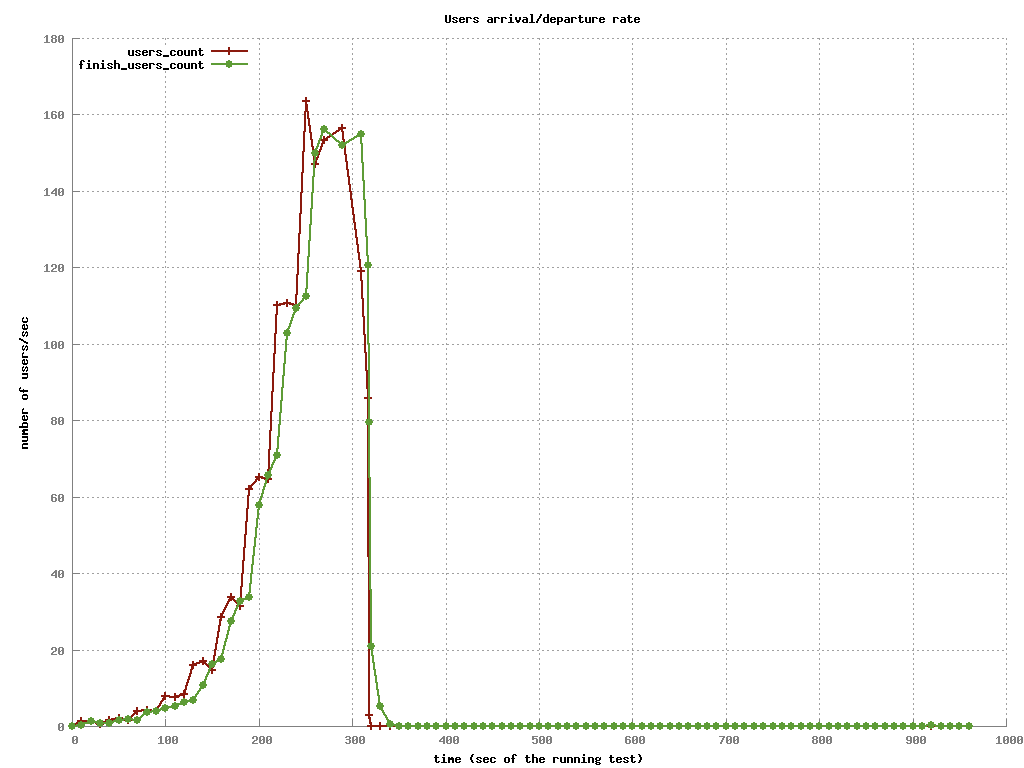 Users arrival/departure rate
users_count
finish_users_count
number of users/sec
180
160
140
120
100
80
60
40
20
0
0 100 200 300 400 500 600 700 800 900 1000
time (sec of the running test)